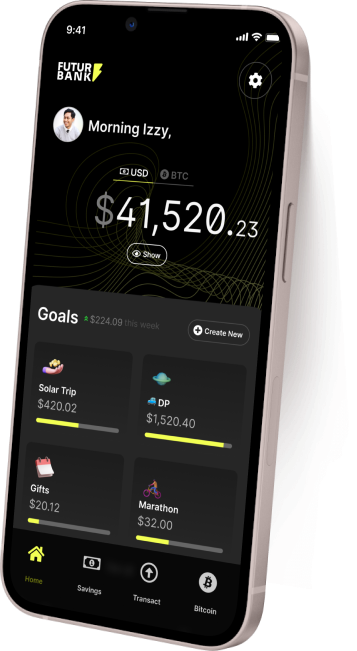 9:41
FUTUR
BANK
Morning Izzy,
USD BTC
$41,520.23
Show
Goals $224.09 this week Create New
Solar Trip
$420.02
DP
$1,520.40
Gifts
$20.12
Marathon
$32.00
Home Savings Transact Bitcoin